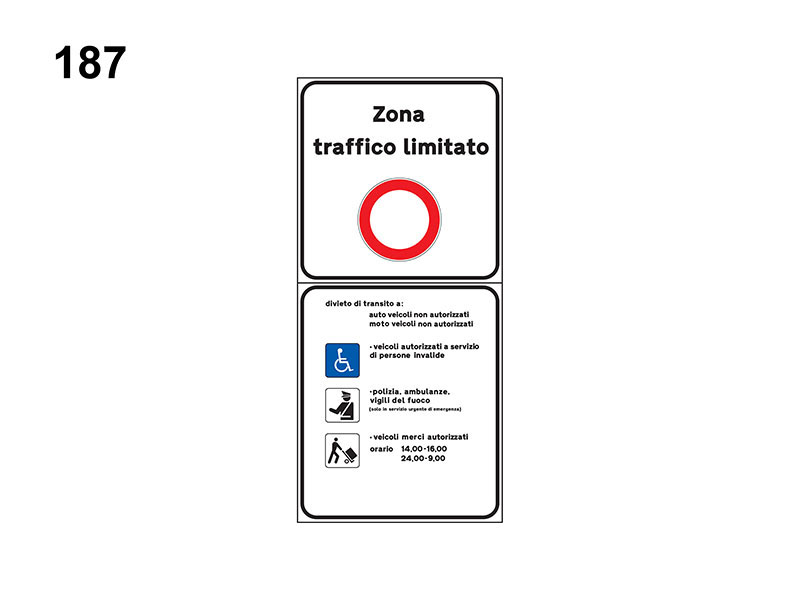 187
Zona
traffico limitato
divieto di transito a:
auto veicoli non autorizzati
moto veicoli non autorizzati
• veicoli autorizzati a servizio
di persone invalide
•polizia, ambulanze,
vigili del fuoco
(solo in servizio urgente di emergenza)
• veicoli merci autorizzati
orario 14,00-16,00
24,00-9,00